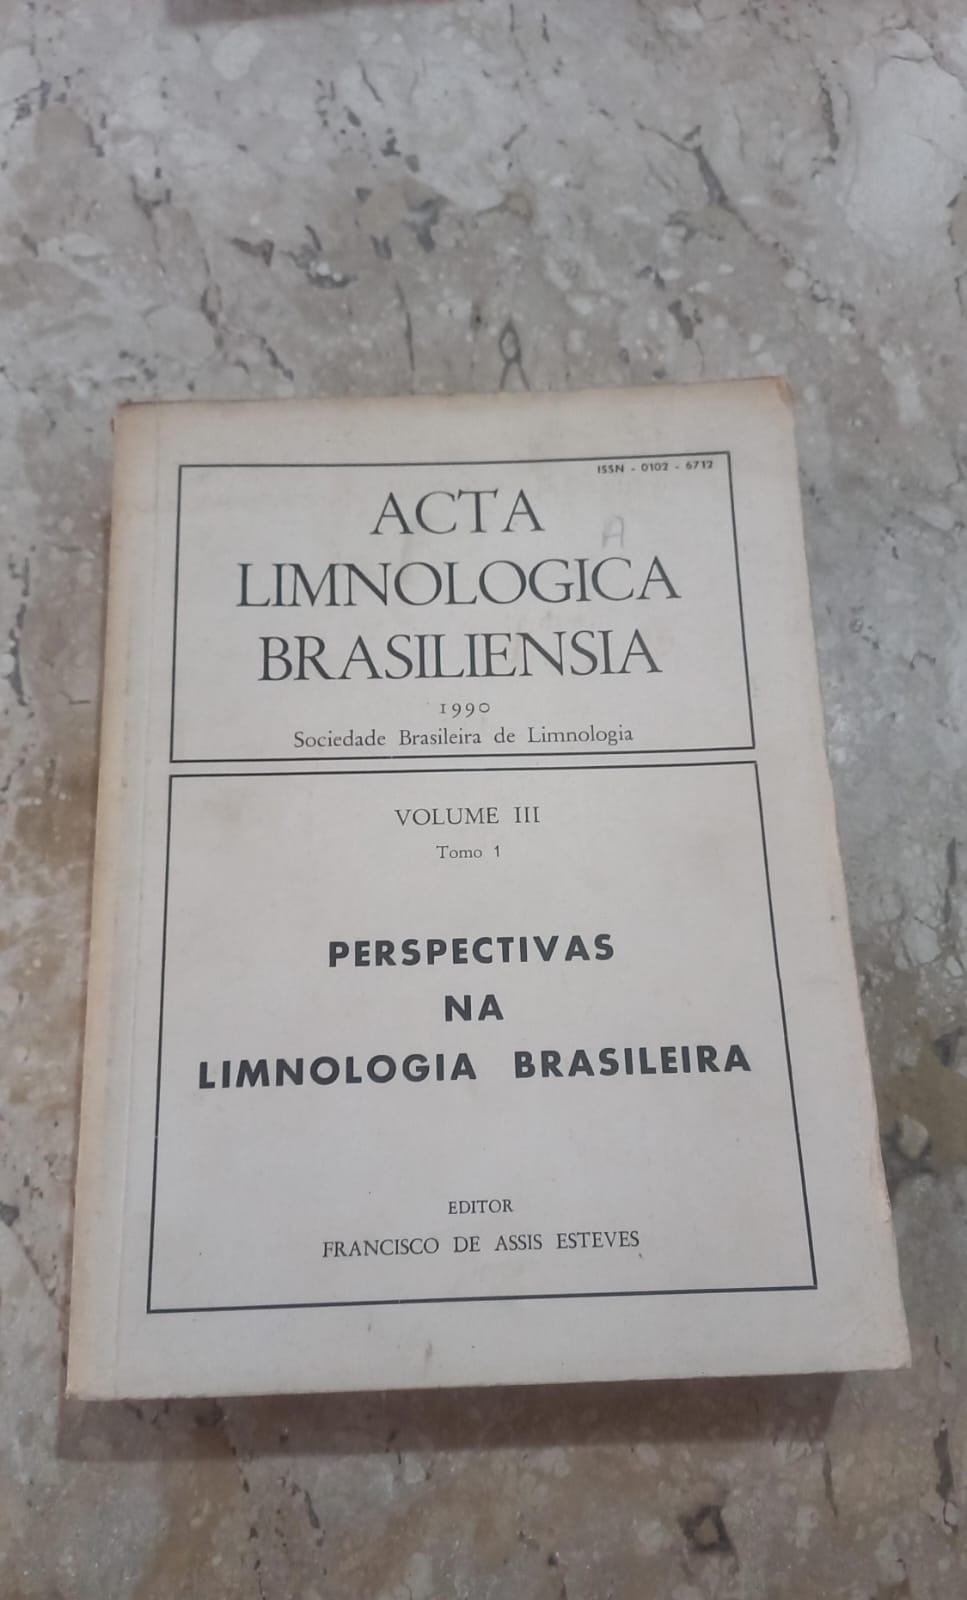 ISSN - 0102 - 6712
ACTA
A
LIMNOLOGICA
BRASILIENSIA
1990
Sociedade Brasileira de Limnologia
VOLUME III
Tomo 1
PERSPECTIVAS
NA
LIMNOLOGIA BRASILEIRA
EDITOR
FRANCISCO DE ASSIS ESTEVES